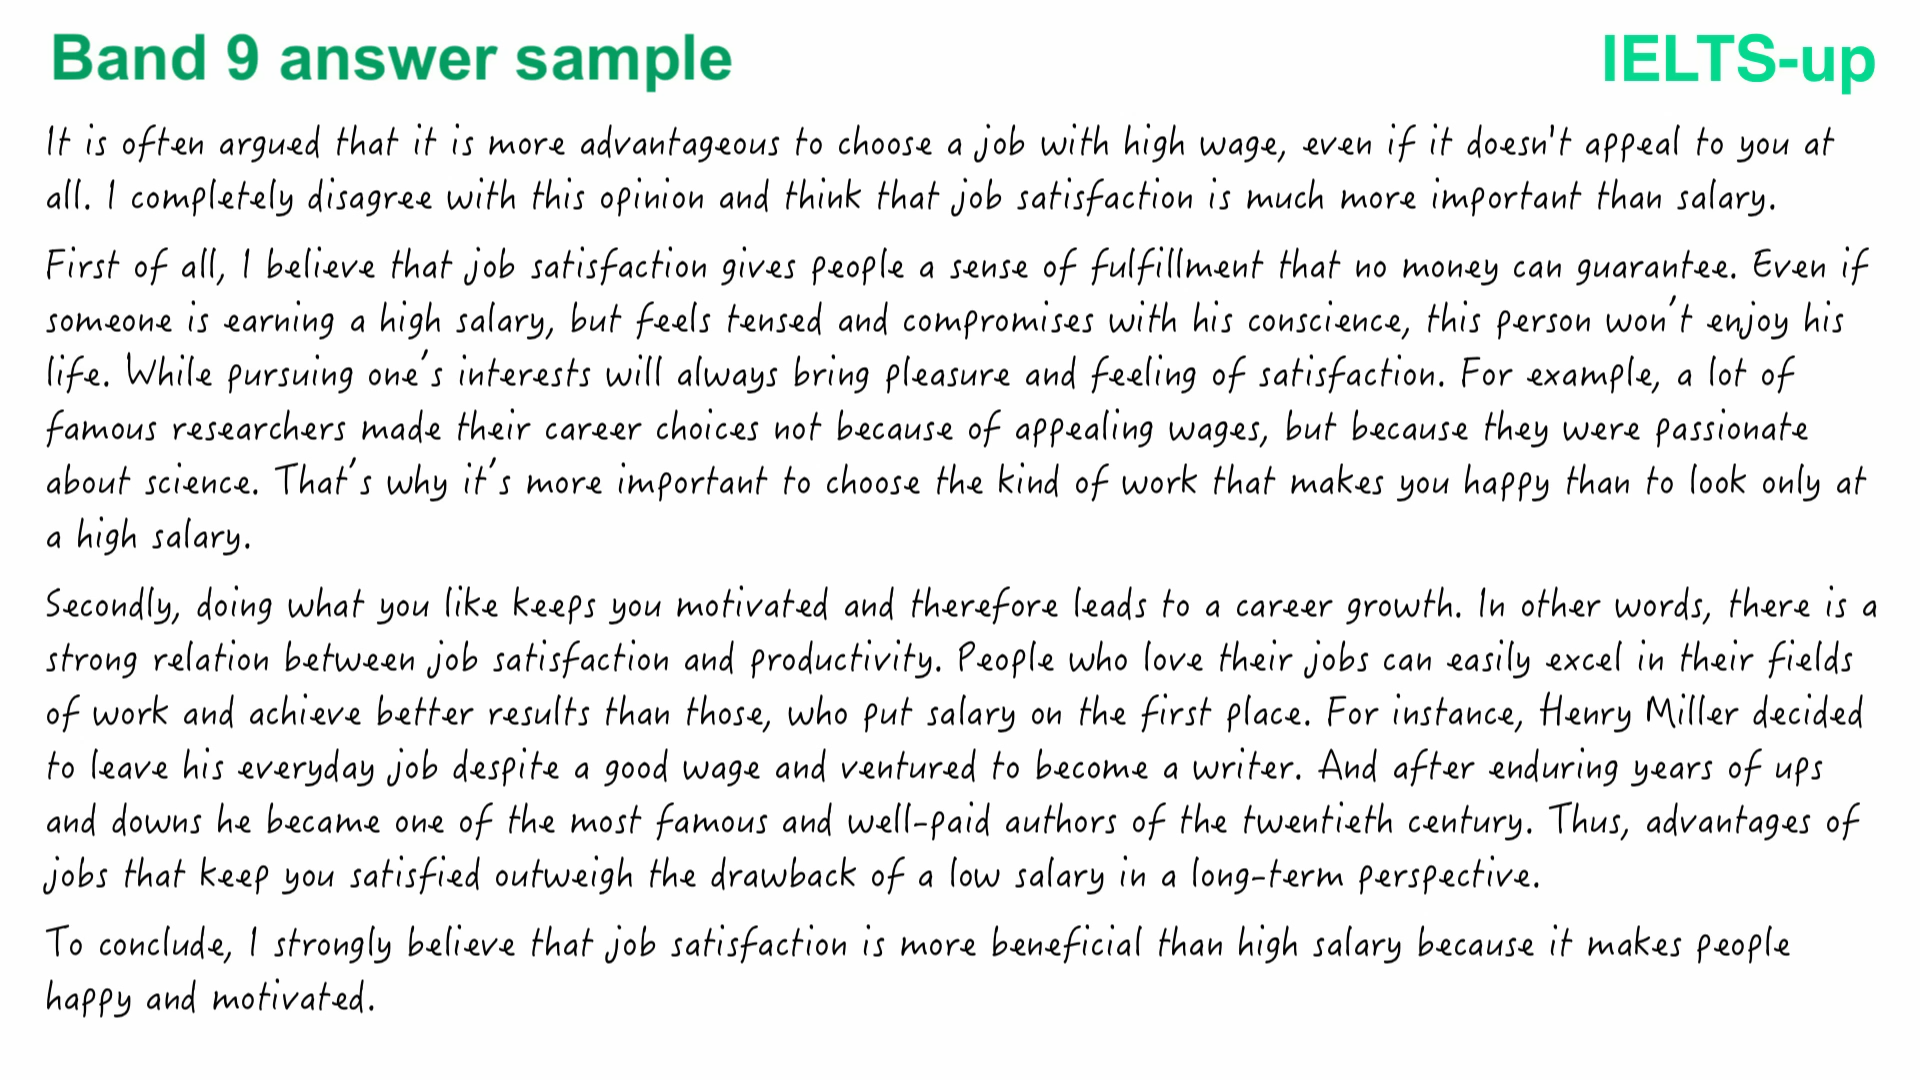 Band 9 answer sample
IELTS-up
It is often argued that it is more advantageous to choose a job with high wage, even if it doesn't appeal to you at
all. I completely disagree with this opinion and think that job satisfaction is much more important than salary.
First of all, I believe that job satisfaction gives people a sense of fulfillment that no money can guarantee. Even if
someone is earning a high salary, but feels tensed and compromises with his conscience, this person won't enjoy his
life. While pursuing one's interests will always bring pleasure and feeling of satisfaction. For example, a lot of
famous researchers made their career choices not because of appealing wages, but because they were passionate
about science. That's why it's more important to choose the kind of work that makes you happy than to look only at
a high salary.
Secondly, doing what you like keeps you motivated and therefore leads to a career growth. In other words, there is a
strong relation between job satisfaction and productivity. People who love their jobs can easily excel in their fields
of work and achieve better results than those, who put salary on the first place. For instance, Henry Miller decided
to leave his everyday job despite a good wage and ventured to become a writer. And after enduring years of ups
and downs he became one of the most famous and well-paid authors of the twentieth century. Thus, advantages of
jobs that keep you satisfied outweigh the drawback of a low salary in a long-term perspective.
To conclude, I strongly believe that job satisfaction is more beneficial than high salary because it makes people
happy and motivated.